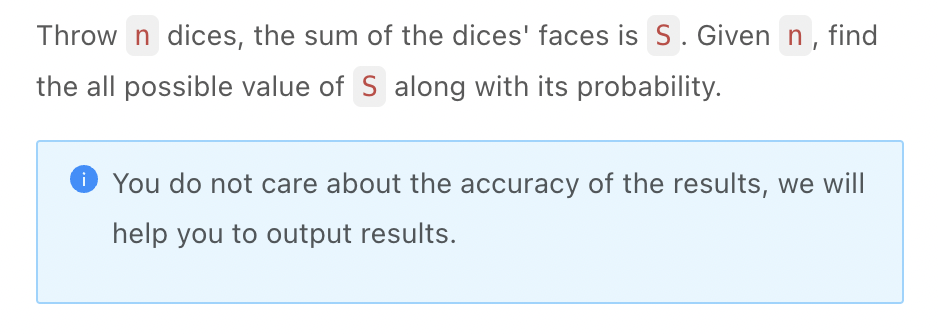 Throw n dices, the sum of the dices' faces is S. Given n, find
the all possible value of S along with its probability.
You do not care about the accuracy of the results, we will
help you to output results.